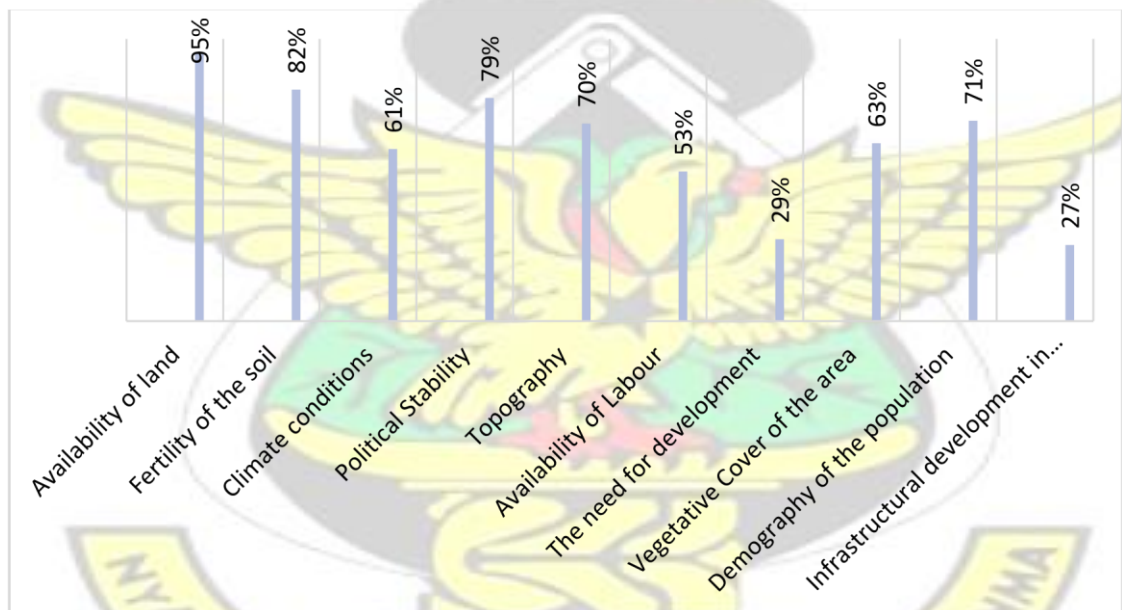 95%
82%
61%
79%
70%
53%
29%
63%
71%
27%
Availability of land
Fertility of the soil
Climate conditions
Political Stability
Topography
Availability of Labour
The need for development
Vegetative Cover of the area
Demography of the population
Infrastructural development in...